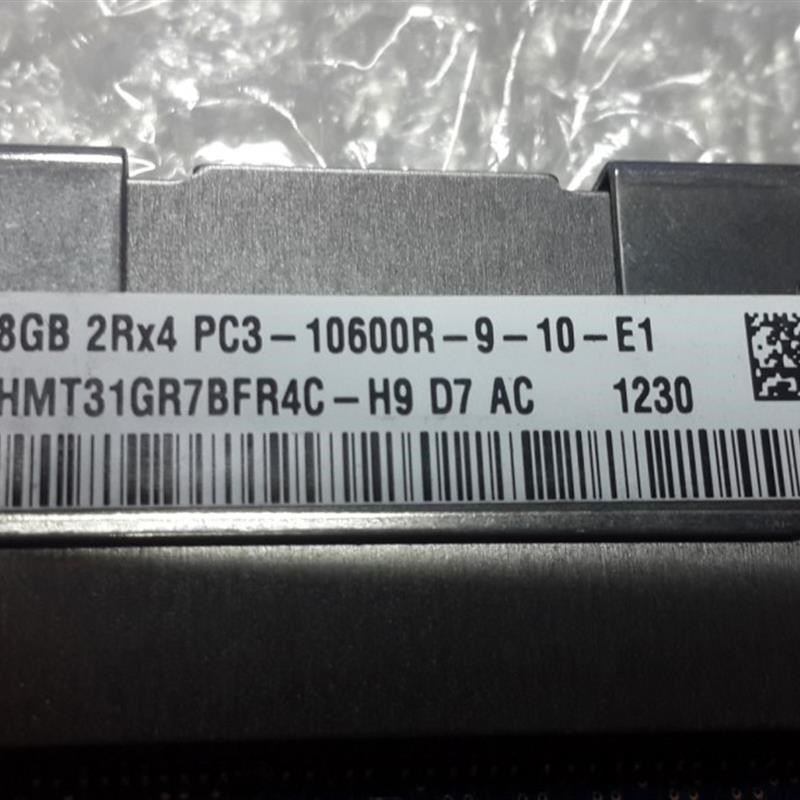 8GB 2Rx4 PC3-10600R-9-10-E1
HMT31GR7BFR4C-H9 D7 AC 1230